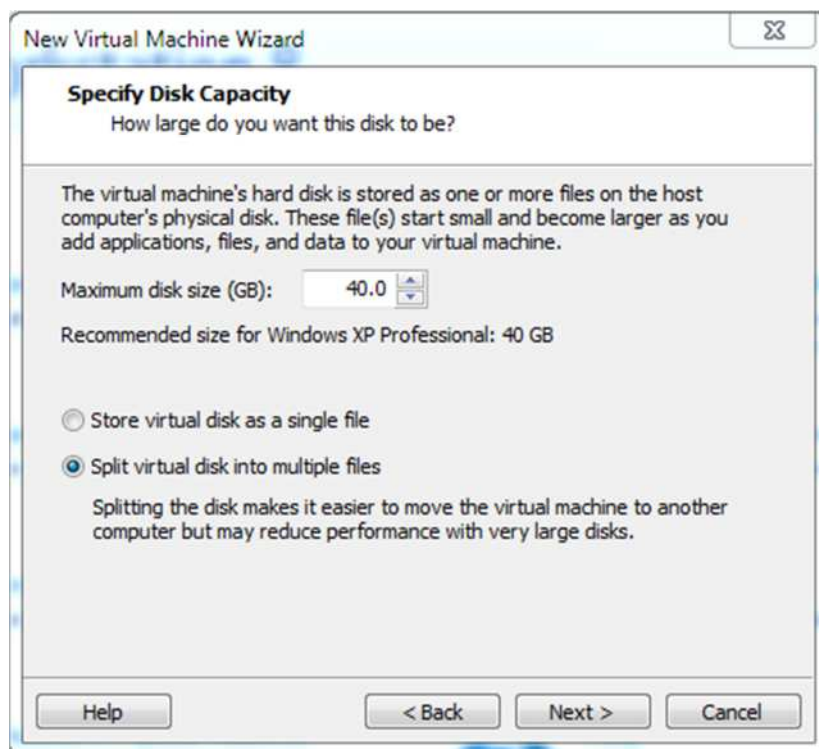 New Virtual Machine Wizard
Specify Disk Capacity
How large do you want this disk to be?
The virtual machine's hard disk is stored as one or more files on the host
computer's physical disk. These file(s) start small and become larger as you
add applications, files, and data to your virtual machine.
Maximum disk size (GB): 40.0
Recommended size for Windows XP Professional: 40 GB
Store virtual disk as a single file
Split virtual disk into multiple files
Splitting the disk makes it easier to move the virtual machine to another
computer but may reduce performance with very large disks.
Help < Back Next > Cancel